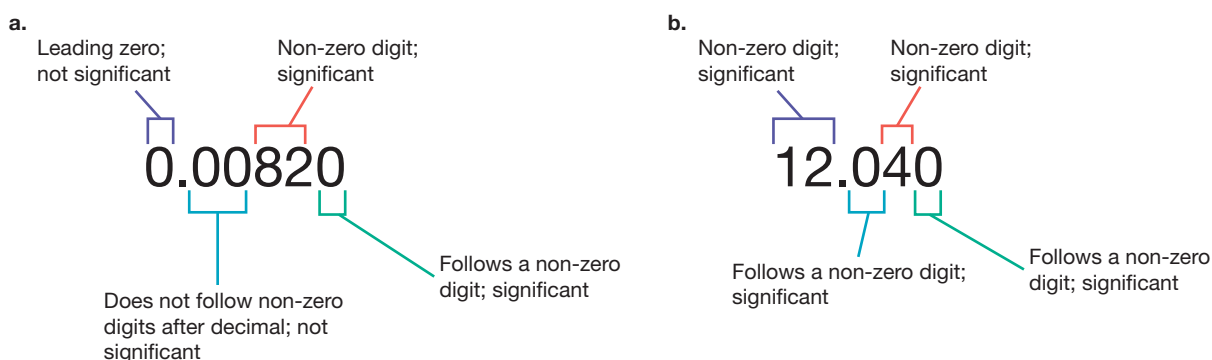 a.
Leading zero;
not significant
Non-zero digit;
significant
0.00820
Does not follow non-zero
digits after decimal; not
significant
Follows a non-zero
digit; significant
b.
Non-zero digit;
significant
Non-zero digit;
significant
12.040
Follows a non-zero digit;
significant
Follows a non-zero
digit; significant